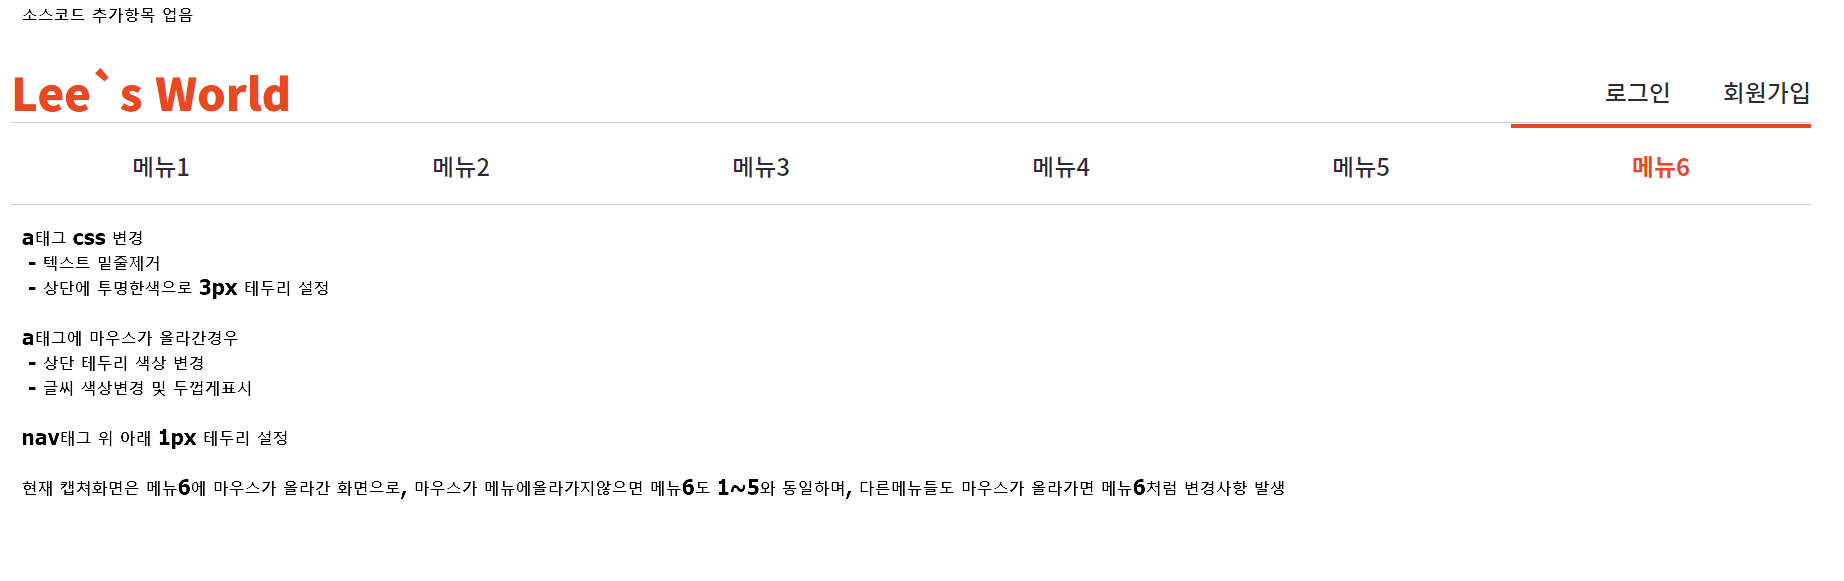 소스코드 추가항목 없음
Lee`s World
로그인 회원가입
메뉴1 메뉴2 메뉴3 메뉴4 메뉴5 메뉴6
a태그 css 변경
- 텍스트 밑줄제거
- 상단에 투명한색으로 3px 테두리 설정
a태그에 마우스가 올라간경우
- 상단 테두리 색상 변경
- 글씨 색상변경 및 두껍게표시
nav태그 위 아래 1px 테두리 설정
현재 캡쳐화면은 메뉴6에 마우스가 올라간 화면으로, 마우스가 메뉴에올라가지않으면 메뉴6도 1~5와 동일하며, 다른메뉴들도 마우스가 올라가면 메뉴6처럼 변경사항 발생